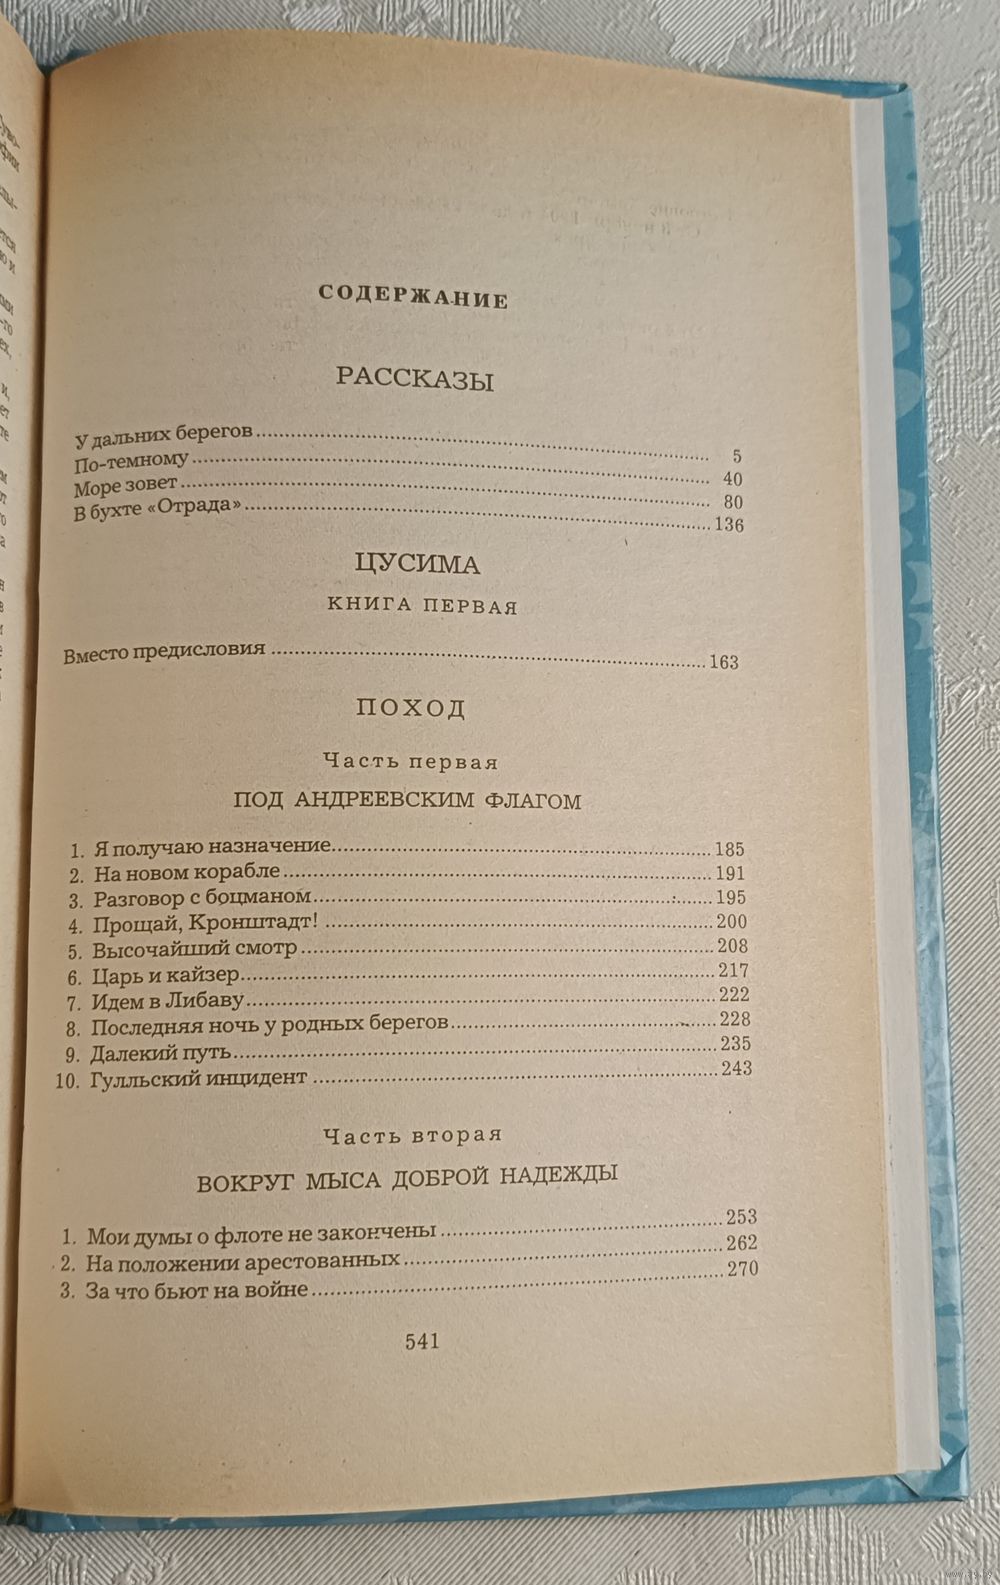 СОДЕРЖАНИЕ
РАССКАЗЫ
У дальних берегов 5
По-темному 40
Море зовет 80
В бухте «Отрада» 136
ЦУСИМА
КНИГА ПЕРВАЯ
Вместо предисловия 163
ПОХОД
Часть первая
ПОД АНДРЕЕВСКИМ ФЛАГОМ
1. Я получаю назначение 185
2. На новом корабле 191
3. Разговор с боцманом 195
4. Прощай, Кронштадт! 200
5. Высочайший смотр 208
6. Царь и кайзер 217
7. Идем в Либаву 222
8. Последняя ночь у родных берегов 228
9. Далекий путь 235
10. Гулльский инцидент 243
Часть вторая
ВОКРУГ МЫСА ДОБРОЙ НАДЕЖДЫ
1. Мои думы о флоте не закончены 253
2. На положении арестованных 262
3. За что бьют на войне 270
541